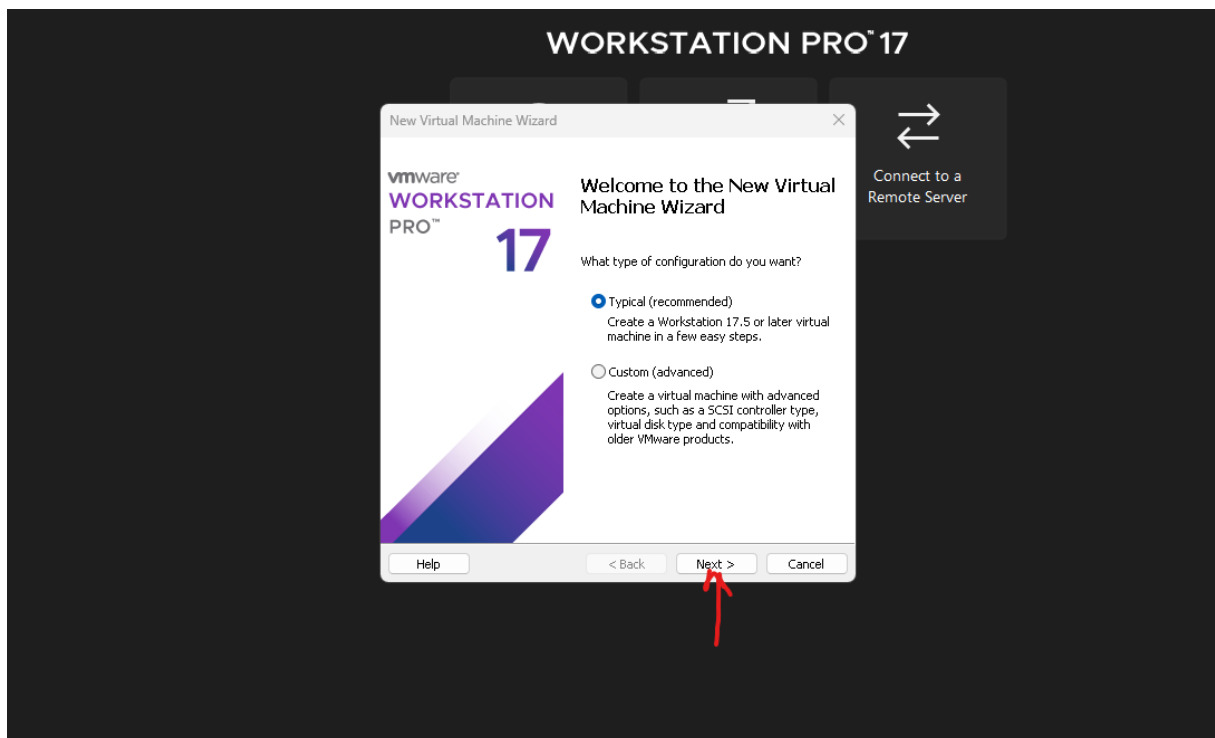 WORKSTATION PRO™ 17
New Virtual Machine Wizard
vmware®
WORKSTATION
PRO™
17
Welcome to the New Virtual
Machine Wizard
What type of configuration do you want?
Typical (recommended)
Create a Workstation 17.5 or later virtual
machine in a few easy steps.
Custom (advanced)
Create a virtual machine with advanced
options, such as a SCSI controller type,
virtual disk type and compatibility with
older VMware products.
Connect to a
Remote Server
Help
< Back
Next >
Cancel